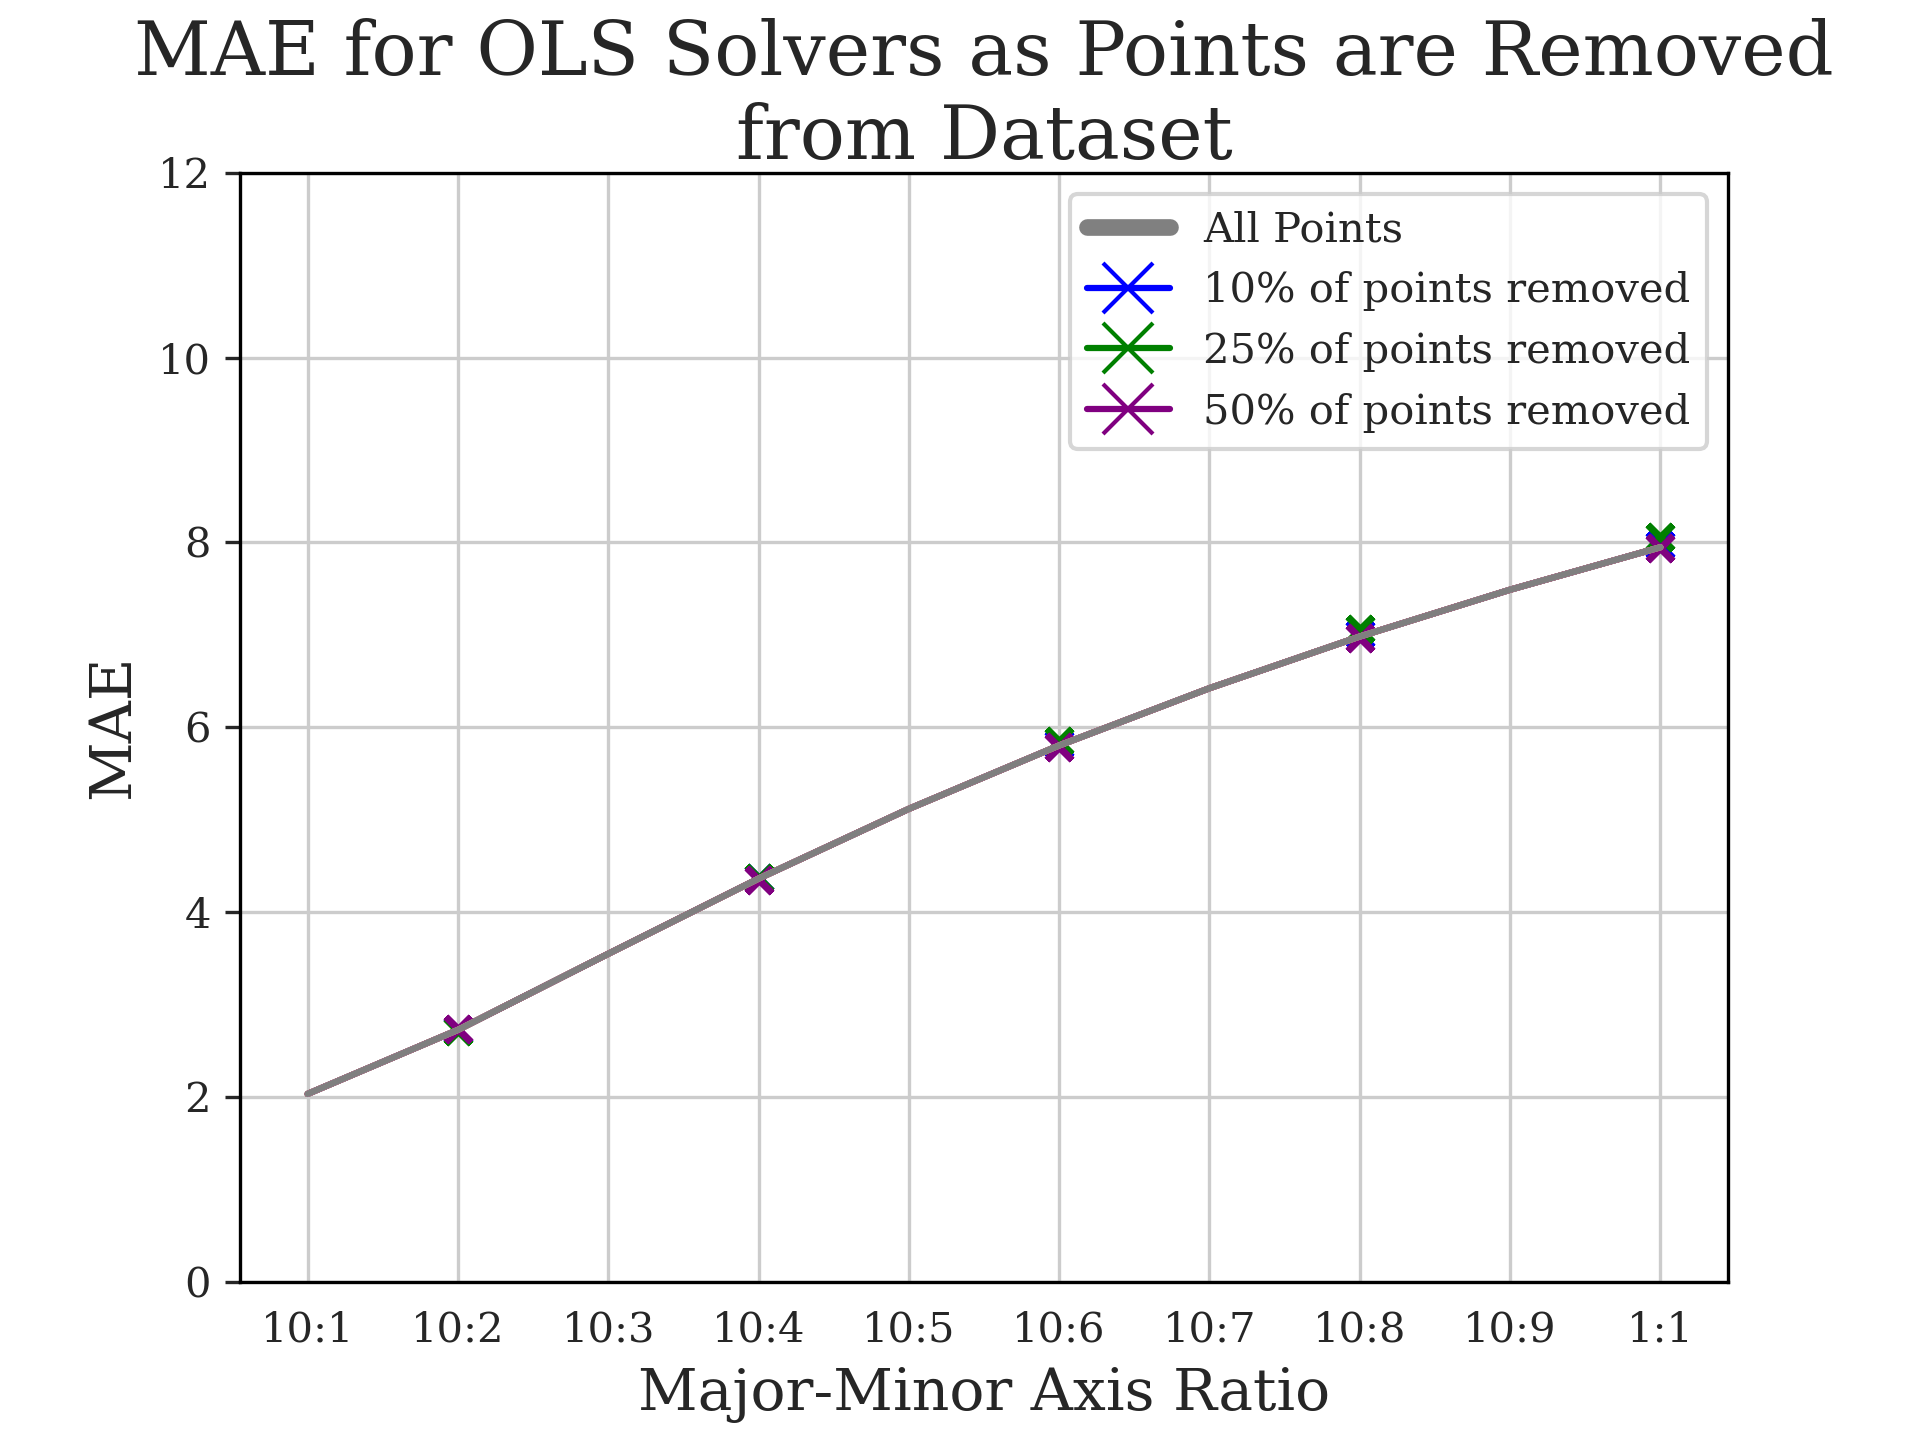 MAE for OLS Solvers as Points are Removed
from Dataset
12
10
8
6
4
2
0
MAE
All Points
10% of points removed
25% of points removed
50% of points removed
10:1 10:2 10:3 10:4 10:5 10:6 10:7 10:8 10:9 1:1
Major-Minor Axis Ratio